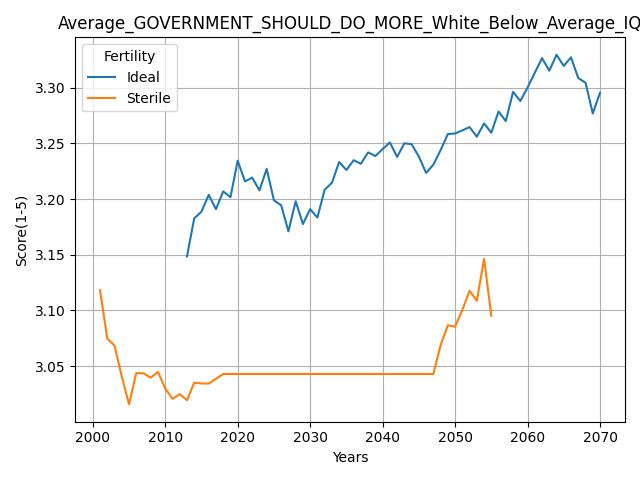 Average_GOVERNMENT_SHOULD_DO_MORE_White_Below_Average_IQ
Fertility
Ideal
Sterile
Score(1-5)
3.30
3.25
3.20
3.15
3.10
3.05
2000 2010 2020 2030 2040 2050 2060 2070
Years